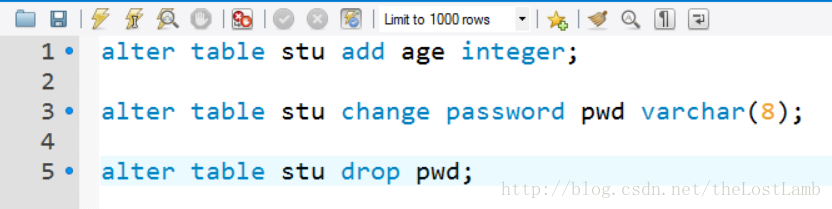 Limit to 1000 rows
1 alter table stu add age integer;
2
3 alter table stu change password pwd varchar(8);
4
5 alter table stu drop pwd;
http://blog.csdn.net/theLostLamb